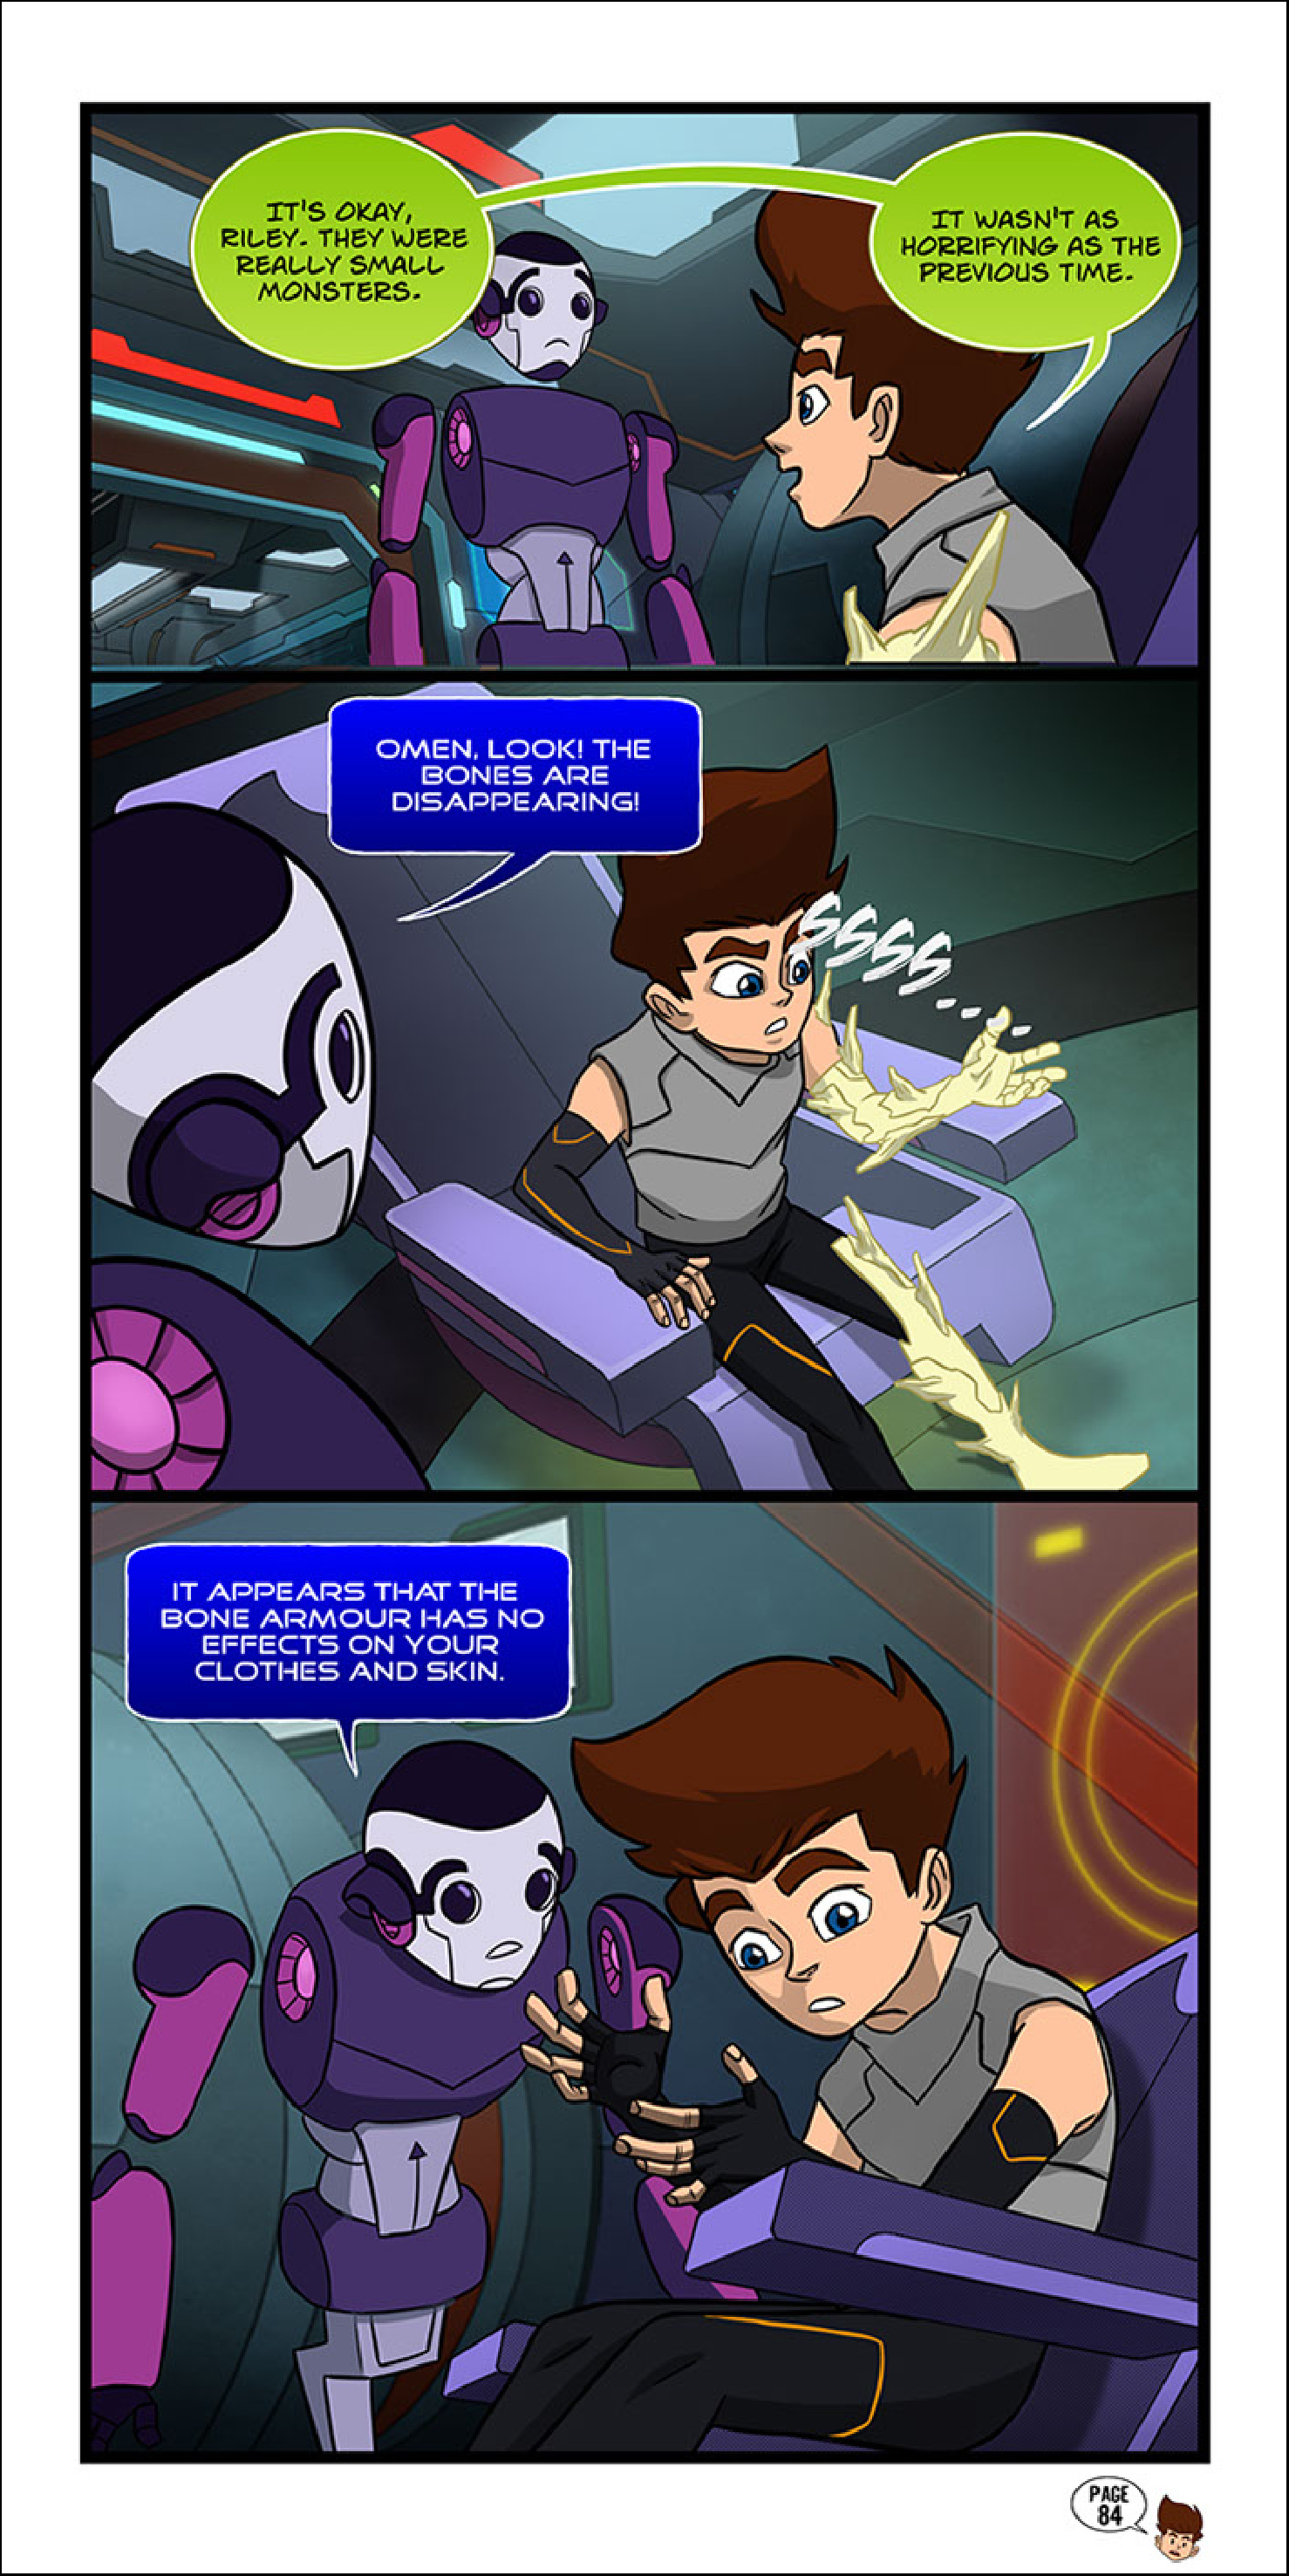 IT'S OKAY,
RILEY. THEY WERE
REALLY SMALL
MONSTERS.
IT WASN'T AS
HORRIFYING AS THE
PREVIOUS TIME.
OMEN, LOOK! THE
BONES ARE
DISAPPEARING!
SSSS...
IT APPEARS THAT THE
BONE ARMOUR HAS NO
EFFECTS ON YOUR
CLOTHES AND SKIN.
PAGE
84